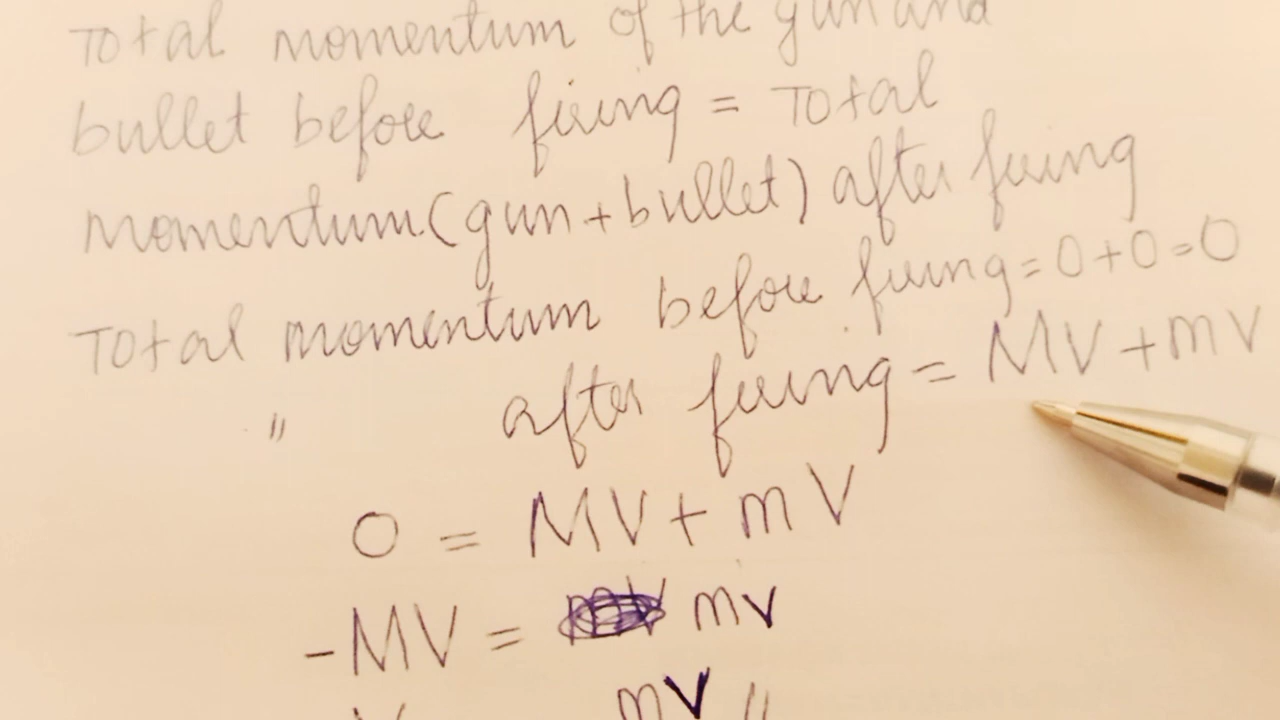 Total momentum of the gun and
bullet before firing = Total
momentum (gun + bullet) after firing
Total momentum before firing = 0 + 0 = 0
" after firing = MV + mV
0 = MV + mV
-MV = mv
mv //